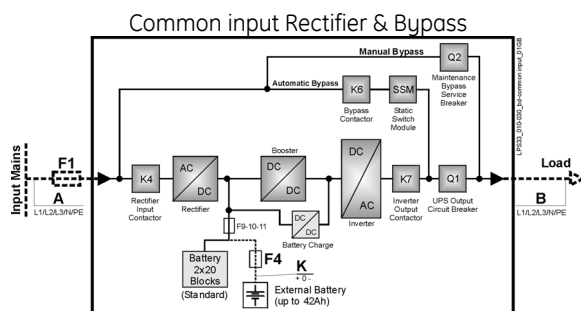 Common input Rectifier & Bypass
Manual Bypass
Q2
Maintenance
Bypass
Service
Breaker
Automatic Bypass
K6
SSM
Bypass
Contactor
Static
Switch
Module
LPS33_010-030_bd-common input_01GB
Input Mains
F1
A
L1/L2/L3/N/PE
K4
Rectifier
Input
Contactor
AC
DC
Rectifier
Booster
DC
DC
DC
AC
Inverter
K7
Inverter
Output
Contactor
Q1
UPS Output
Circuit Breaker
Load
B
L1/L2/L3/N/PE
DC
DC
Battery Charge
F9-10-11
Battery
2x20
Blocks
(Standard)
F4
K
+ 0 -
External Battery
(up to 42Ah)